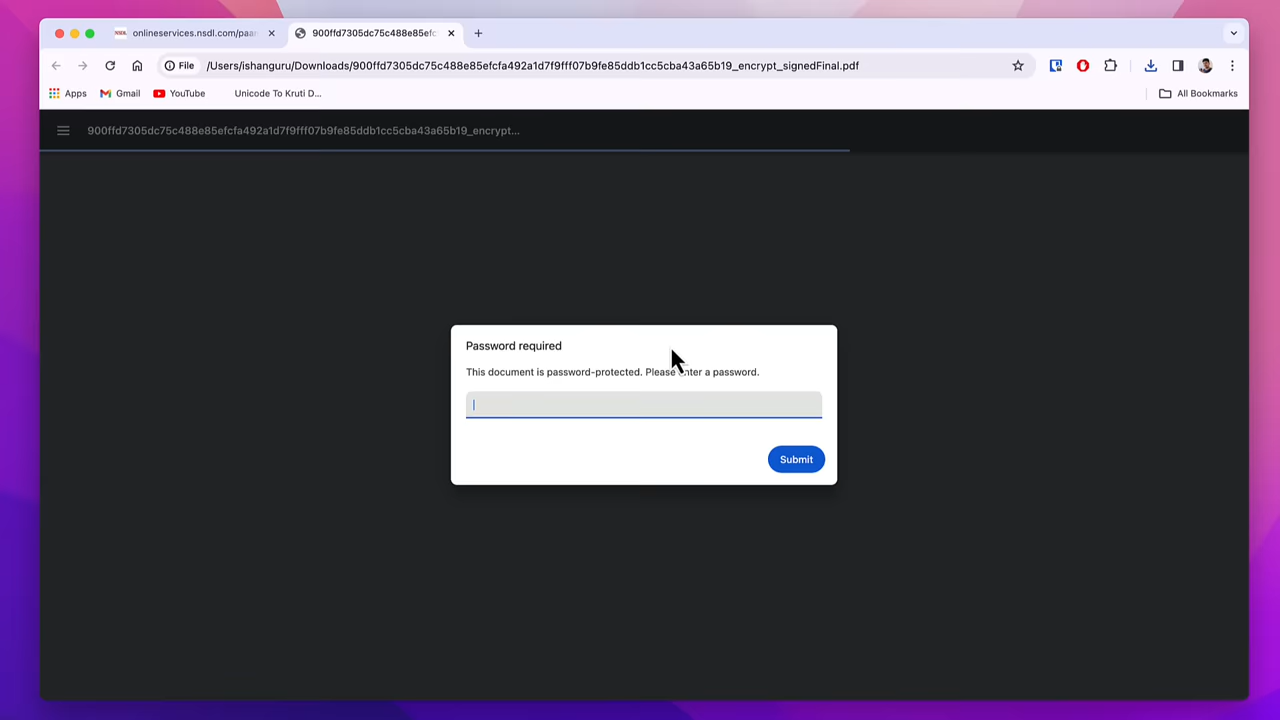 NSDL onlineservices.nsdl.com/paa
900ffd7305dc75c488e85efc
File /Users/ishanguru/Downloads/900ffd7305dc75c488e85efcfa492a1d7f9fff07b9fe85ddb1cc5cba43a65b19_encrypt_signedFinal.pdf
Apps Gmail YouTube Unicode To Kruti D... All Bookmarks
900ffd7305dc75c488e85efcfa492a1d7f9fff07b9fe85ddb1cc5cba43a65b19_encrypt...
Password required
This document is password-protected. Please enter a password.
Submit